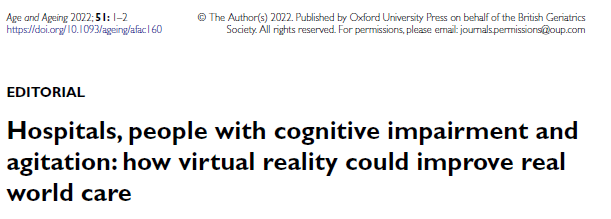 Age and Ageing 2022; 51: 1–2
https://doi.org/10.1093/ageing/afac160
© The Author(s) 2022. Published by Oxford University Press on behalf of the British Geriatrics
Society. All rights reserved. For permissions, please email: journals.permissions@oup.com
EDITORIAL
Hospitals, people with cognitive impairment and
agitation: how virtual reality could improve real
world care